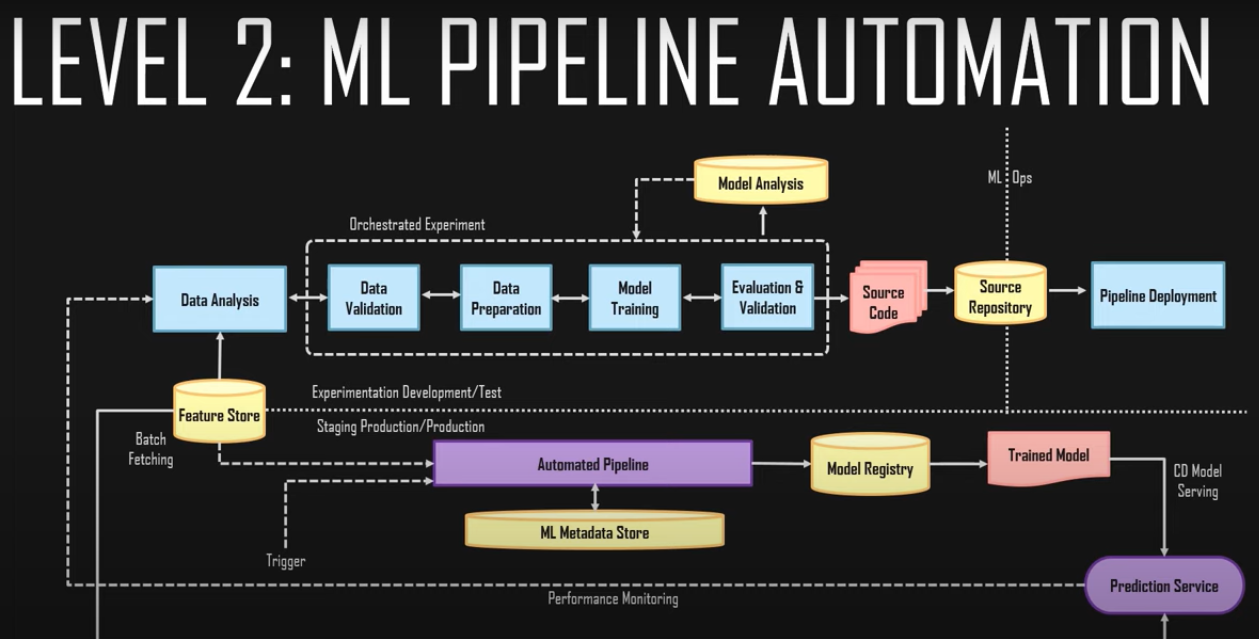 LEVEL 2: ML PIPELINE AUTOMATION
Model Analysis
ML Ops
Orchestrated Experiment
Data Analysis
Data
Validation
Data
Preparation
Model
Training
Evaluation &
Validation
Source
Code
Source
Repository
Pipeline Deployment
Feature Store
Experimentation Development/Test
Staging Production/Production
Batch
Fetching
Automated Pipeline
Model Registry
Trained Model
CD Model
Serving
ML Metadata Store
Trigger
Prediction Service
Performance Monitoring